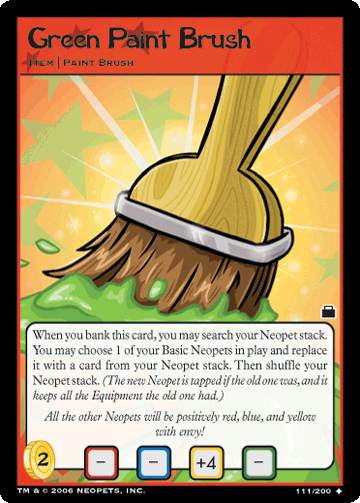 Green Paint Brush
Item | Paint Brush
When you bank this card, you may search your Neopet stack.
You may choose 1 of your Basic Neopets in play and replace
it with a card from your Neopet stack. Then shuffle your
Neopet stack. (The new Neopet is tapped if the old one was, and it
keeps all the Equipment the old one had.)
All the other Neopets will be positively red, blue, and yellow
with envy!
2
– – +4 –
TM & © 2006 NEOPETS, INC. 111/200 ♦